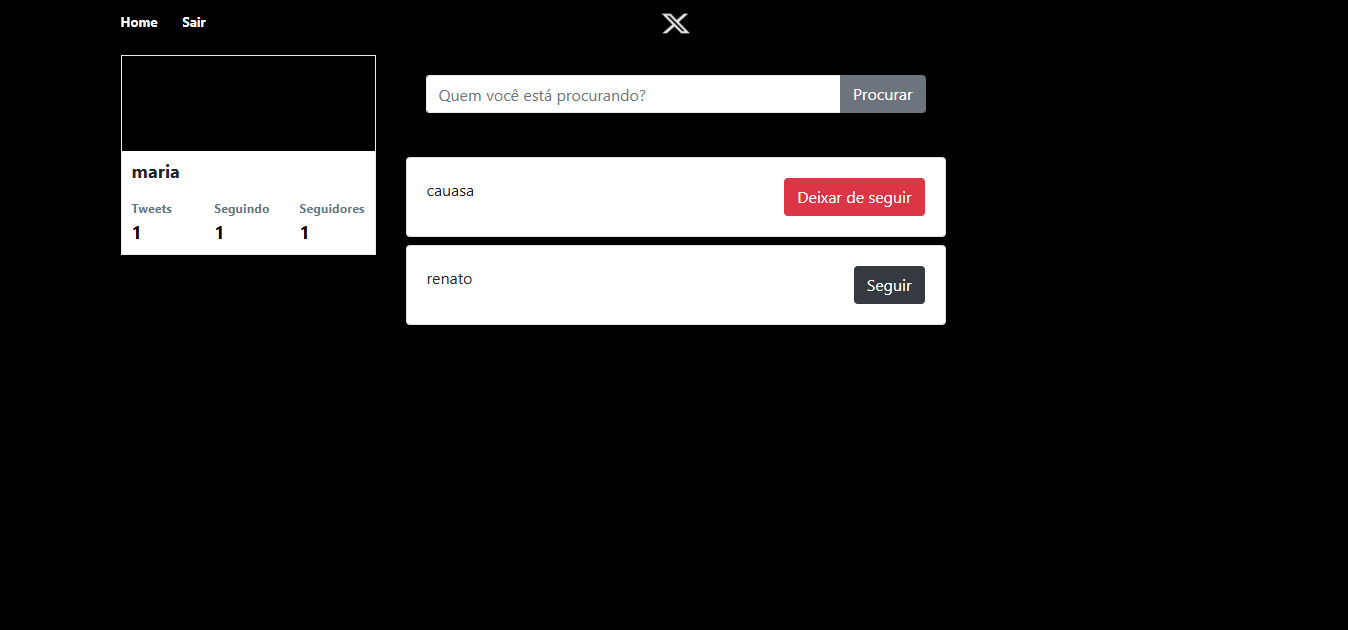 Home Sair
Quem você está procurando? Procurar
maria
Tweets Seguindo Seguidores
1 1 1
cauasa Deixar de seguir
renato Seguir